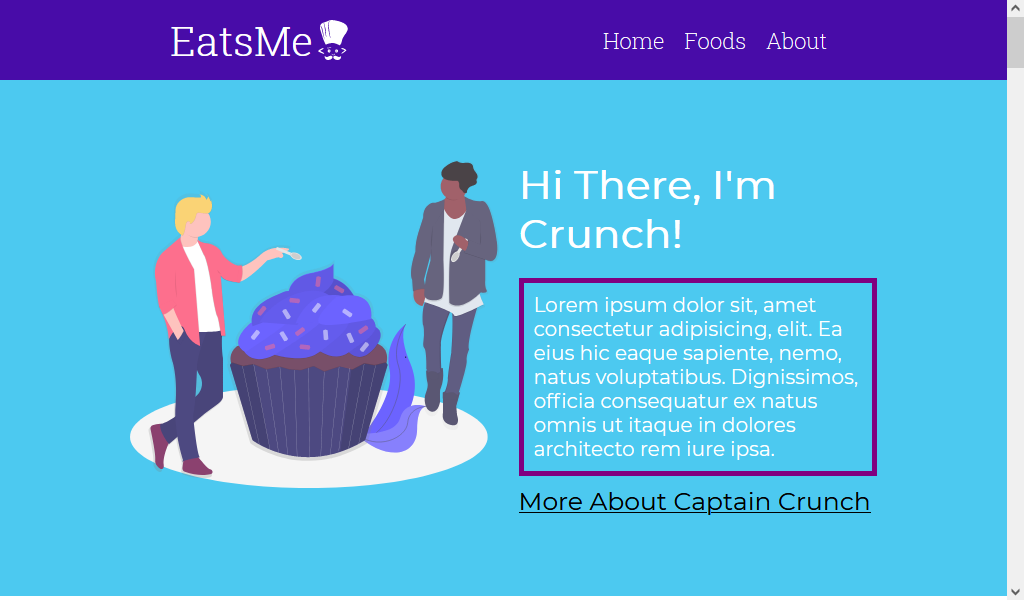 EatsMe
Home Foods About
Hi There, I'm
Crunch!
Lorem ipsum dolor sit, amet
consectetur adipisicing, elit. Ea
eius hic eaque sapiente, nemo,
natus voluptatibus. Dignissimos,
officia consequatur ex natus
omnis ut itaque in dolores
architecto rem iure ipsa.
More About Captain Crunch